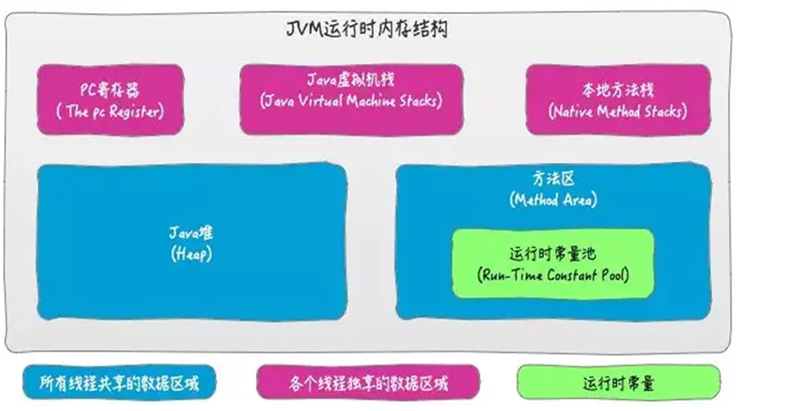 JVM运行时内存结构
PC寄存器
( The pc Register)
Java虚拟机栈
(Java Virtual Machine Stacks)
本地方法栈
(Native Method Stacks)
Java堆
(Heap)
方法区
(Method Area)
运行时常量池
(Run-Time Constant Pool)
所有线程共享的数据区域
各个线程独享的数据区域
运行时常量